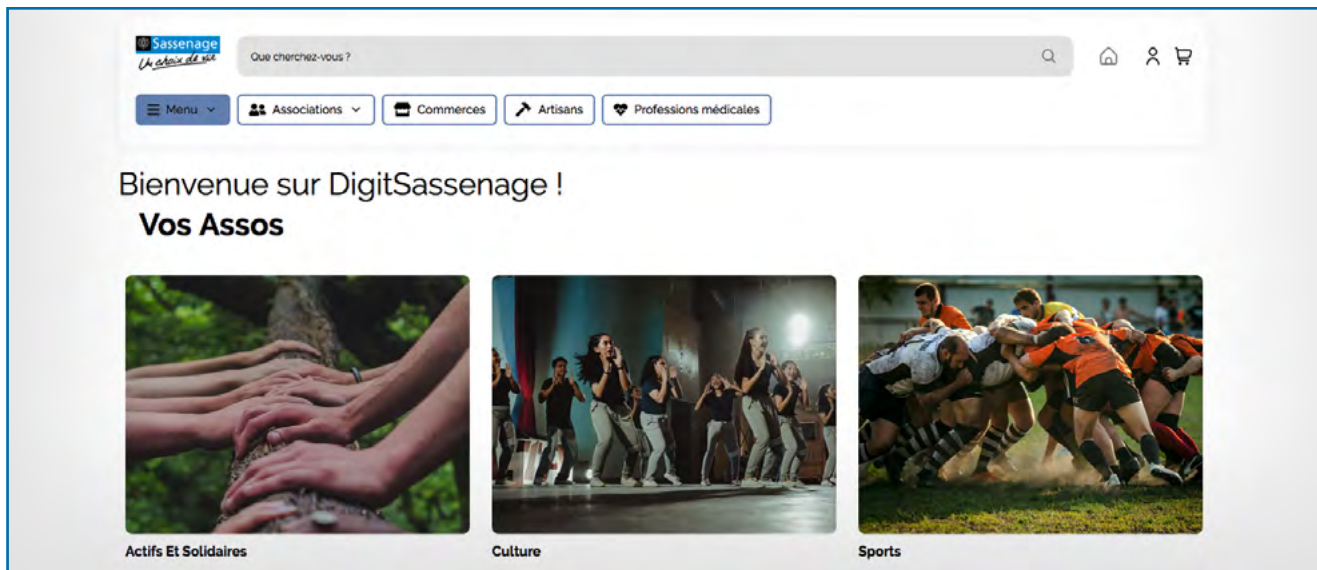 Sassenage
Un choix de vie
Que cherchez-vous ?
Menu
Associations
Commerces
Artisans
Professions médicales
Bienvenue sur DigitSassenage !
Vos Assos
Actifs Et Solidaires
Culture
Sports